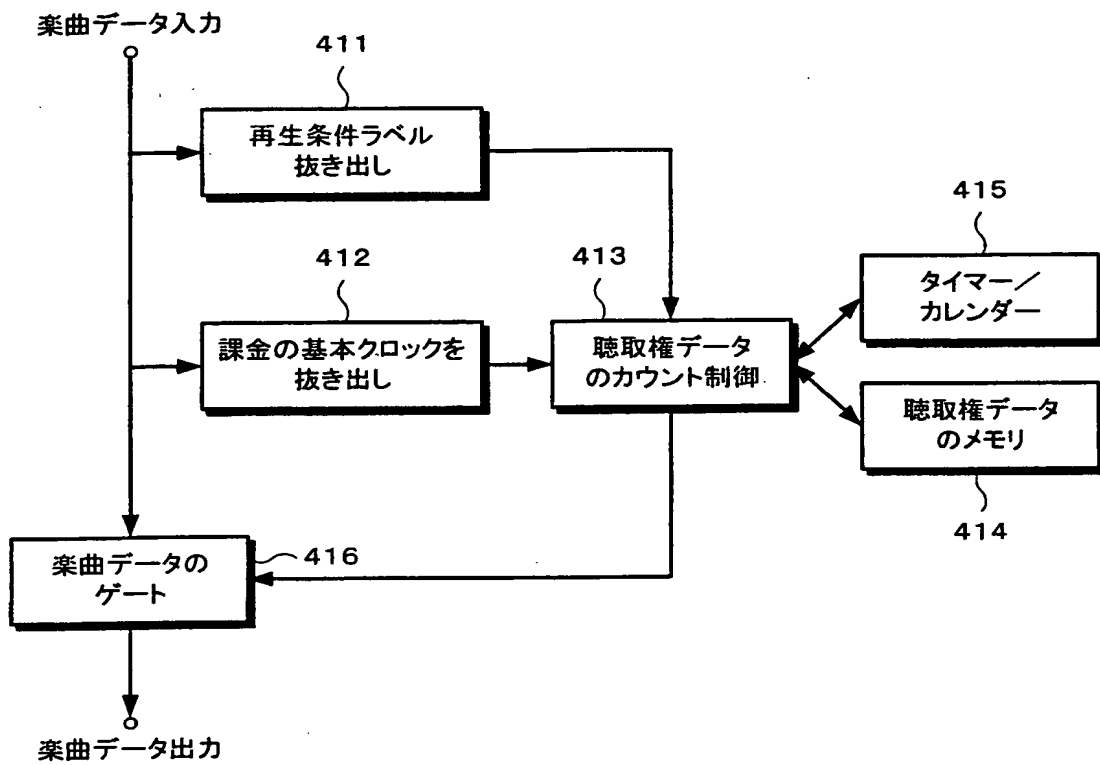 楽曲データ入力
411
再生条件ラベル
抜き出し
412
課金の基本クロックを
抜き出し
413
聴取権データ
のカウント制御
415
タイマー／
カレンダー
聴取権データ
のメモリ
414
楽曲データの
ゲート
416
楽曲データ出力